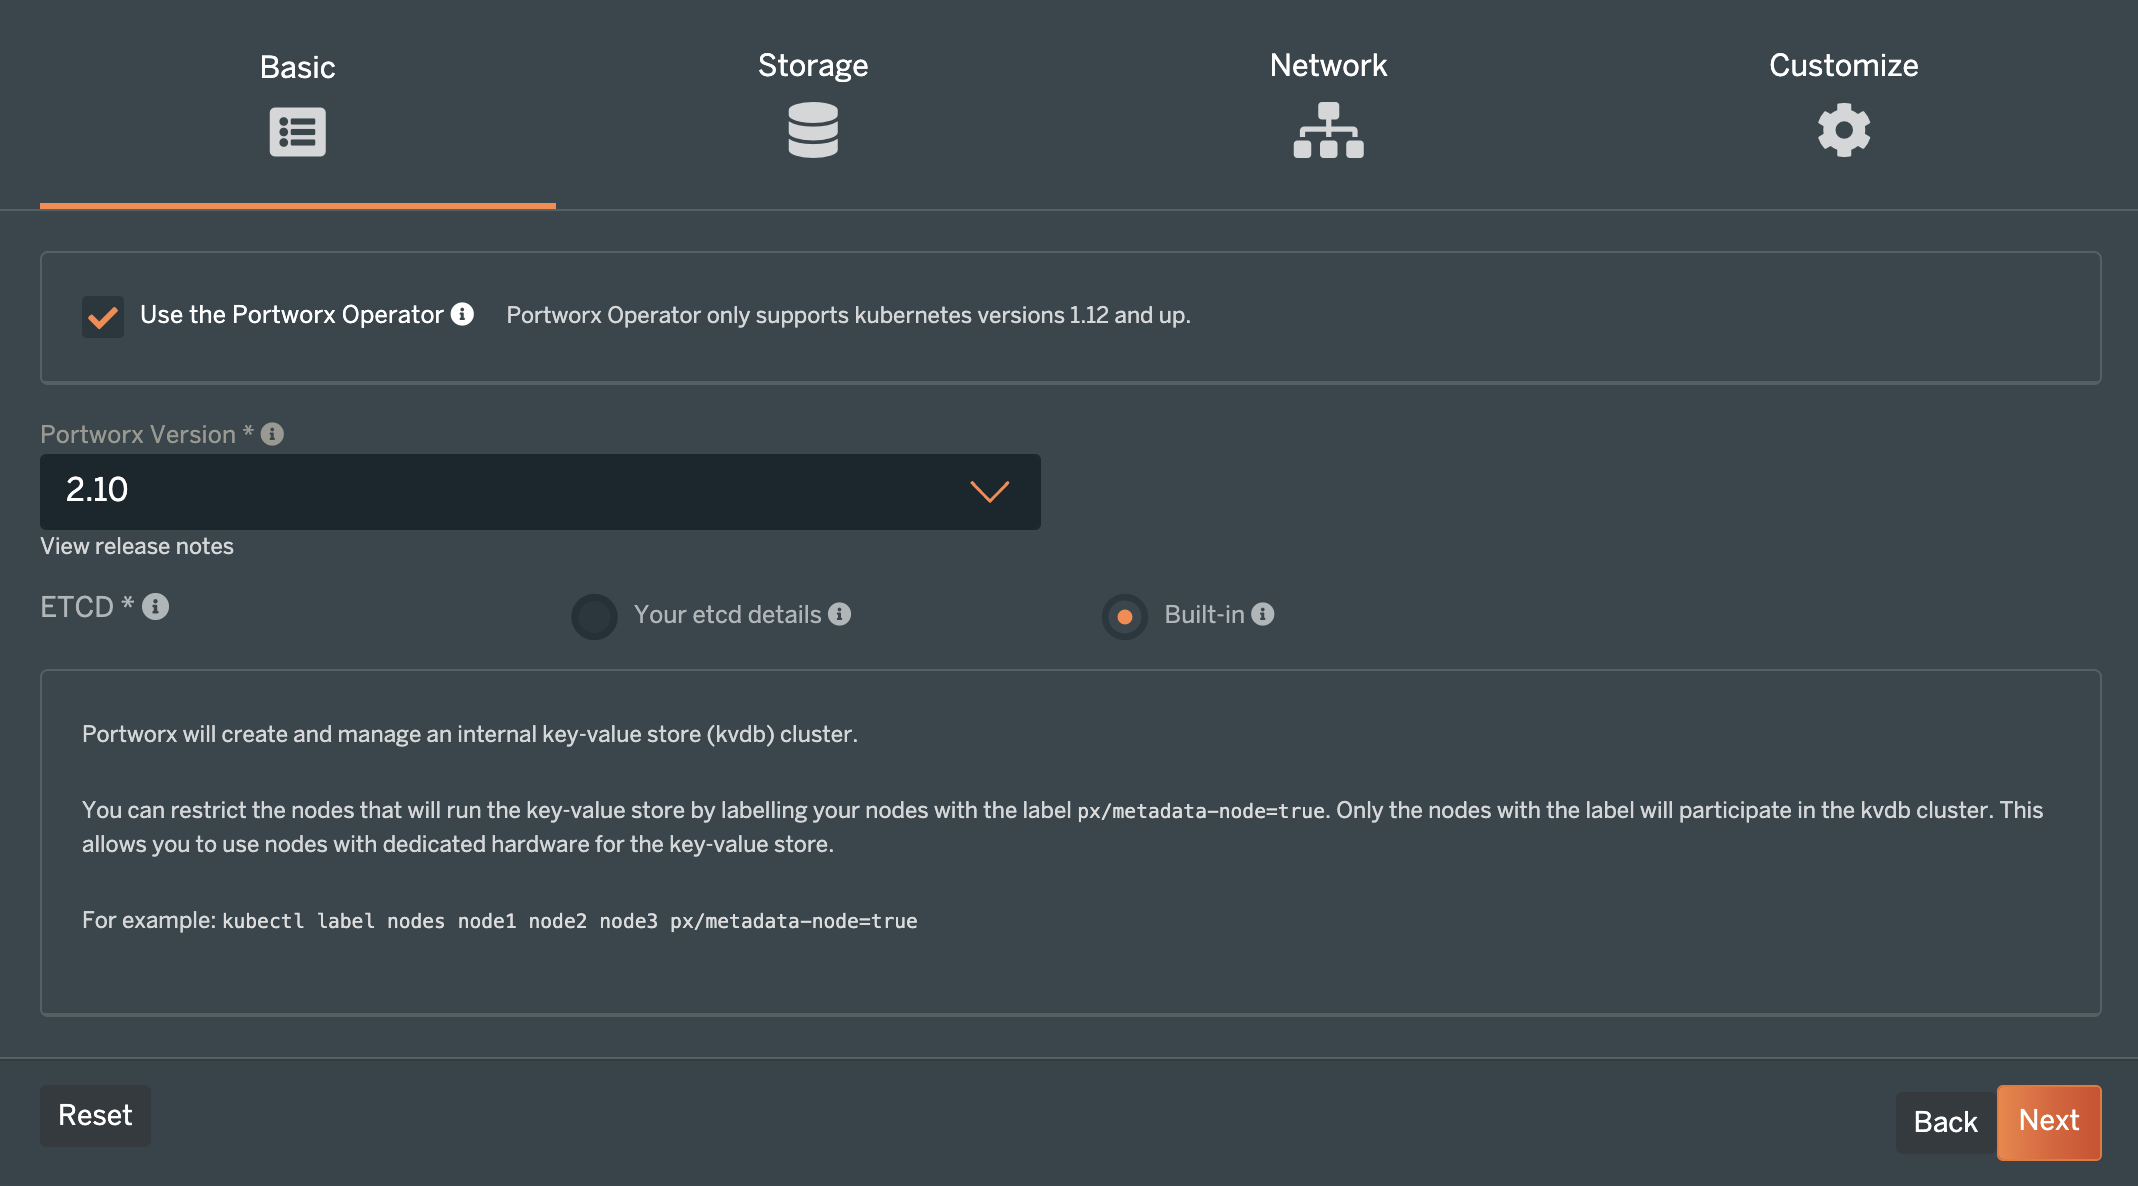 Basic
Storage
Network
Customize
Use the Portworx Operator
Portworx Operator only supports kubernetes versions 1.12 and up.
Portworx Version *
2.10
View release notes
ETCD *
Your etcd details
Built-in
Portworx will create and manage an internal key-value store (kvdb) cluster.
You can restrict the nodes that will run the key-value store by labelling your nodes with the label px/metadata-node=true. Only the nodes with the label will participate in the kvdb cluster. This
allows you to use nodes with dedicated hardware for the key-value store.
For example: kubectl label nodes node1 node2 node3 px/metadata-node=true
Reset
Back
Next